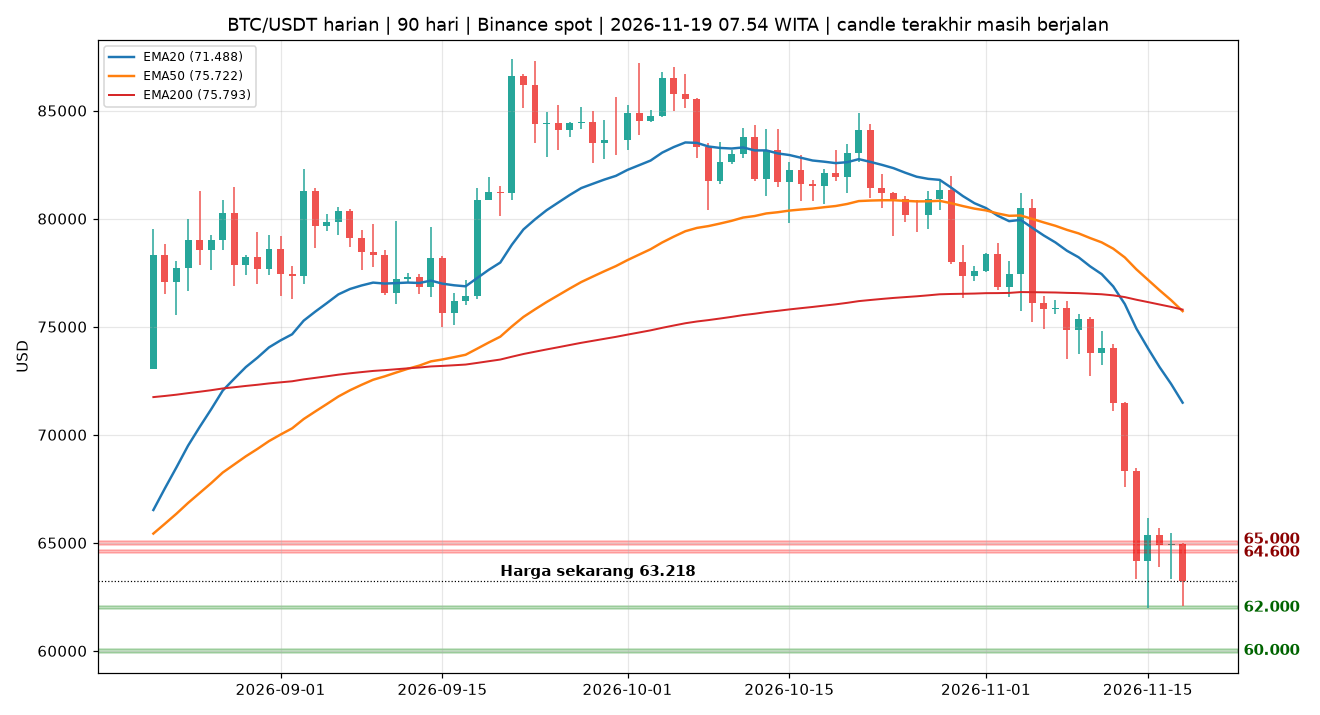 BTC/USDT harian | 90 hari | Binance spot | 2026-11-19 07.54 WITA | candle terakhir masih berjalan
EMA20 (71.488)
EMA50 (75.722)
EMA200 (75.793)
USD
85000
80000
75000
70000
65000
60000
Harga sekarang 63.218
65.000
64.600
62.000
60.000
2026-09-01
2026-09-15
2026-10-01
2026-10-15
2026-11-01
2026-11-15